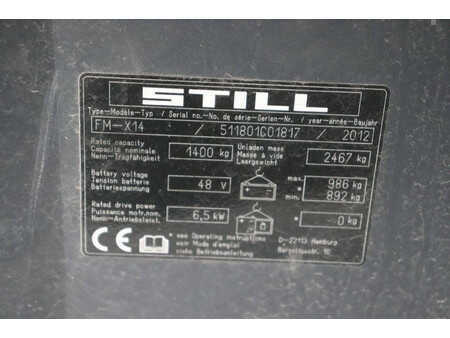 STILL
Type-Modèle-Typ / Serial no.-No. de série-Serien-Nr. / year-année-Baujahr
FM-X14 / 511801C01817 / 2012
Rated capacity
Capacité nominale 1400 kg
Nenn-Tragfähigkeit
Unladen mass
Masse à vide 2467 kg
Leergewicht
Battery voltage
Tension batterie 48 V
Batteriespannung
max. 986 kg
* *
min. 892 kg
Rated drive power
Puissance motr.nom. 6,5 kW
Nenn-Antriebsleist.
* 0 kg
CE
* see Operating instructions
voir Mode d'emploi
siehe Betriebsanleitung
D-22113 Hamburg